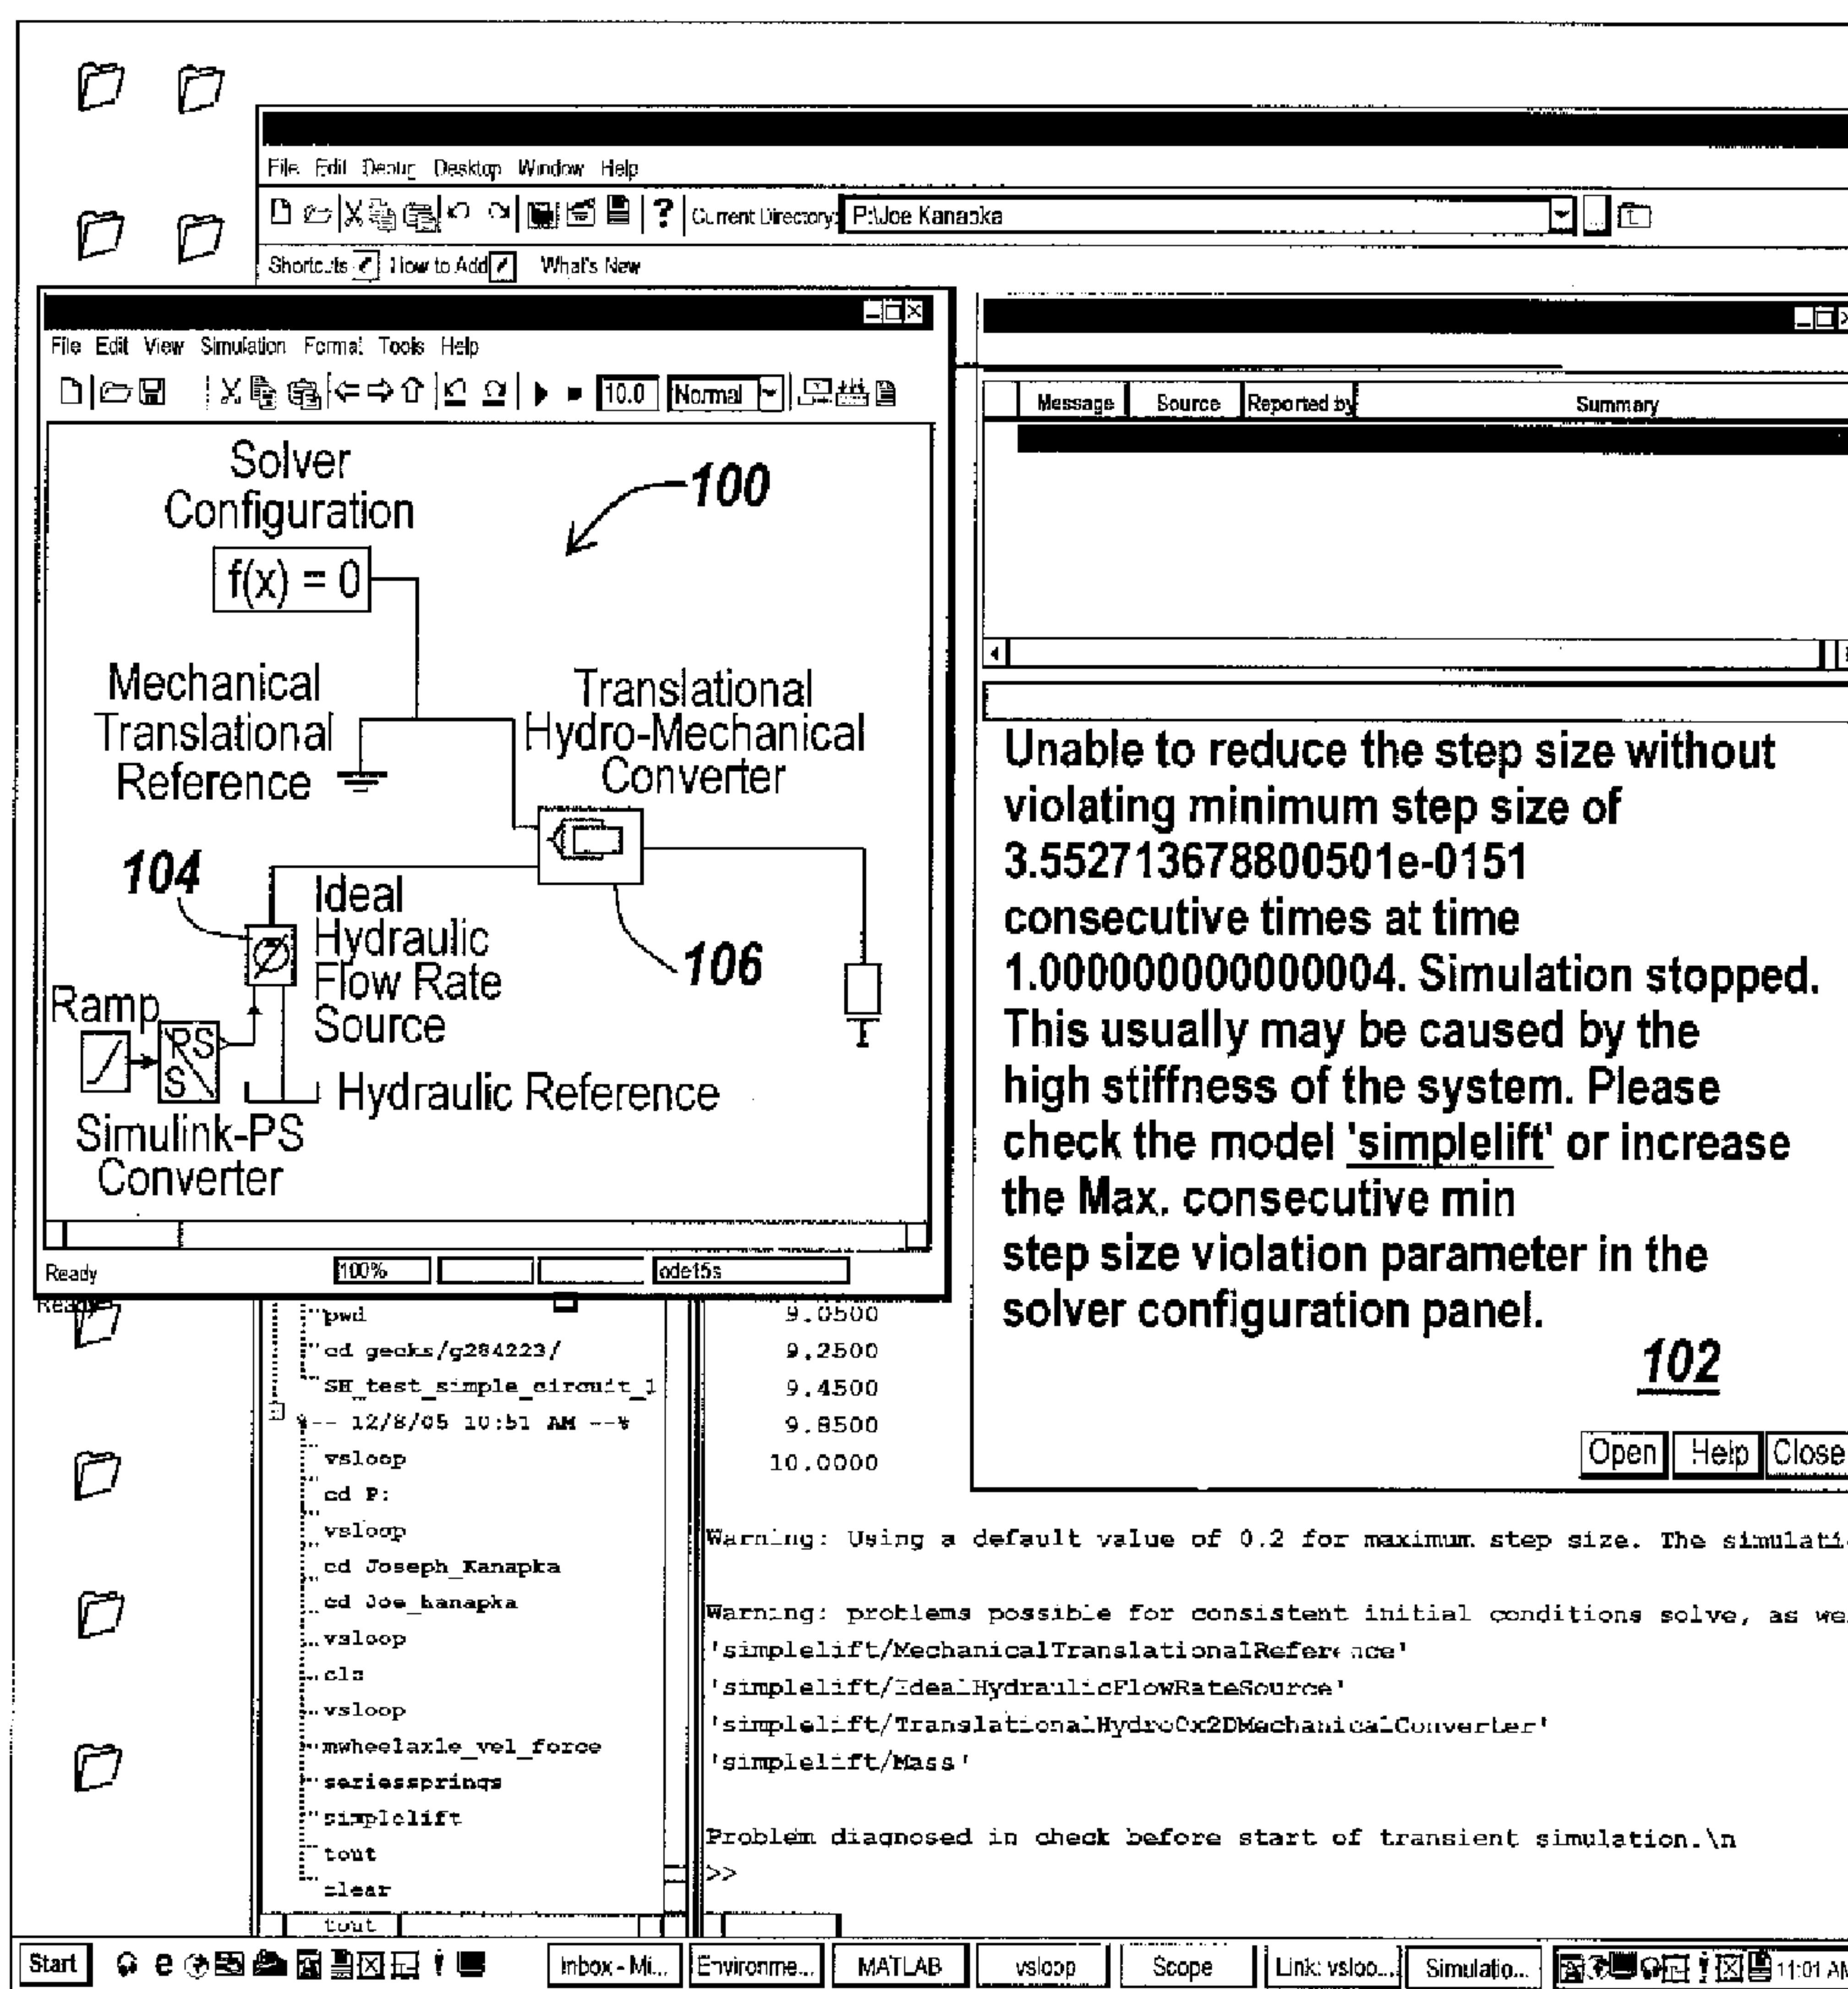 File Edit Debug Desktop Window Help
? Current Directory: P:\Joe Kanapka
Shortcuts How to Add What's New
File Edit View Simulation Format Tools Help
10.0 Normal
Solver
Configuration
f(x) = 0
100
Mechanical
Translational
Reference
Translational
Hydro-Mechanical
Converter
104
Ideal
Hydraulic
Flow Rate
Source
106
Ramp
PS
S
Hydraulic Reference
Simulink-PS
Converter
Ready 100% ode15s
Ready
Message Source Reported by Summary
Unable to reduce the step size without
violating minimum step size of
3.552713678800501e-0151
consecutive times at time
1.000000000000004. Simulation stopped.
This usually may be caused by the
high stiffness of the system. Please
check the model 'simplelift' or increase
the Max. consecutive min
step size violation parameter in the
solver configuration panel.
102
Open Help Close
pwd
cd gecks/g284223/
SH_test_simple_circuit_1
%-- 12/8/05 10:51 AM --%
vsloop
cd P:
vsloop
cd Joseph_Kanapka
cd Joe_kanapka
vsloop
cls
vsloop
mwheelaxle_vel_force
seriessprings
simplelift
tout
clear
tout
9.0500
9.2500
9.4500
9.8500
10.0000
Warning: Using a default value of 0.2 for maximum step size. The simulati
Warning: problems possible for consistent initial conditions solve, as we
'simplelift/MechanicalTranslationalReference'
'simplelift/IdealHydraulicFlowRateSource'
'simplelift/TranslationalHydro0x2DMechanicalConverter'
'simplelift/Mass'
Problem diagnosed in check before start of transient simulation.\n
>>
Start Inbox - Mi... Environme... MATLAB vsloop Scope Link: vsloo... Simulatio... 11:01 AM